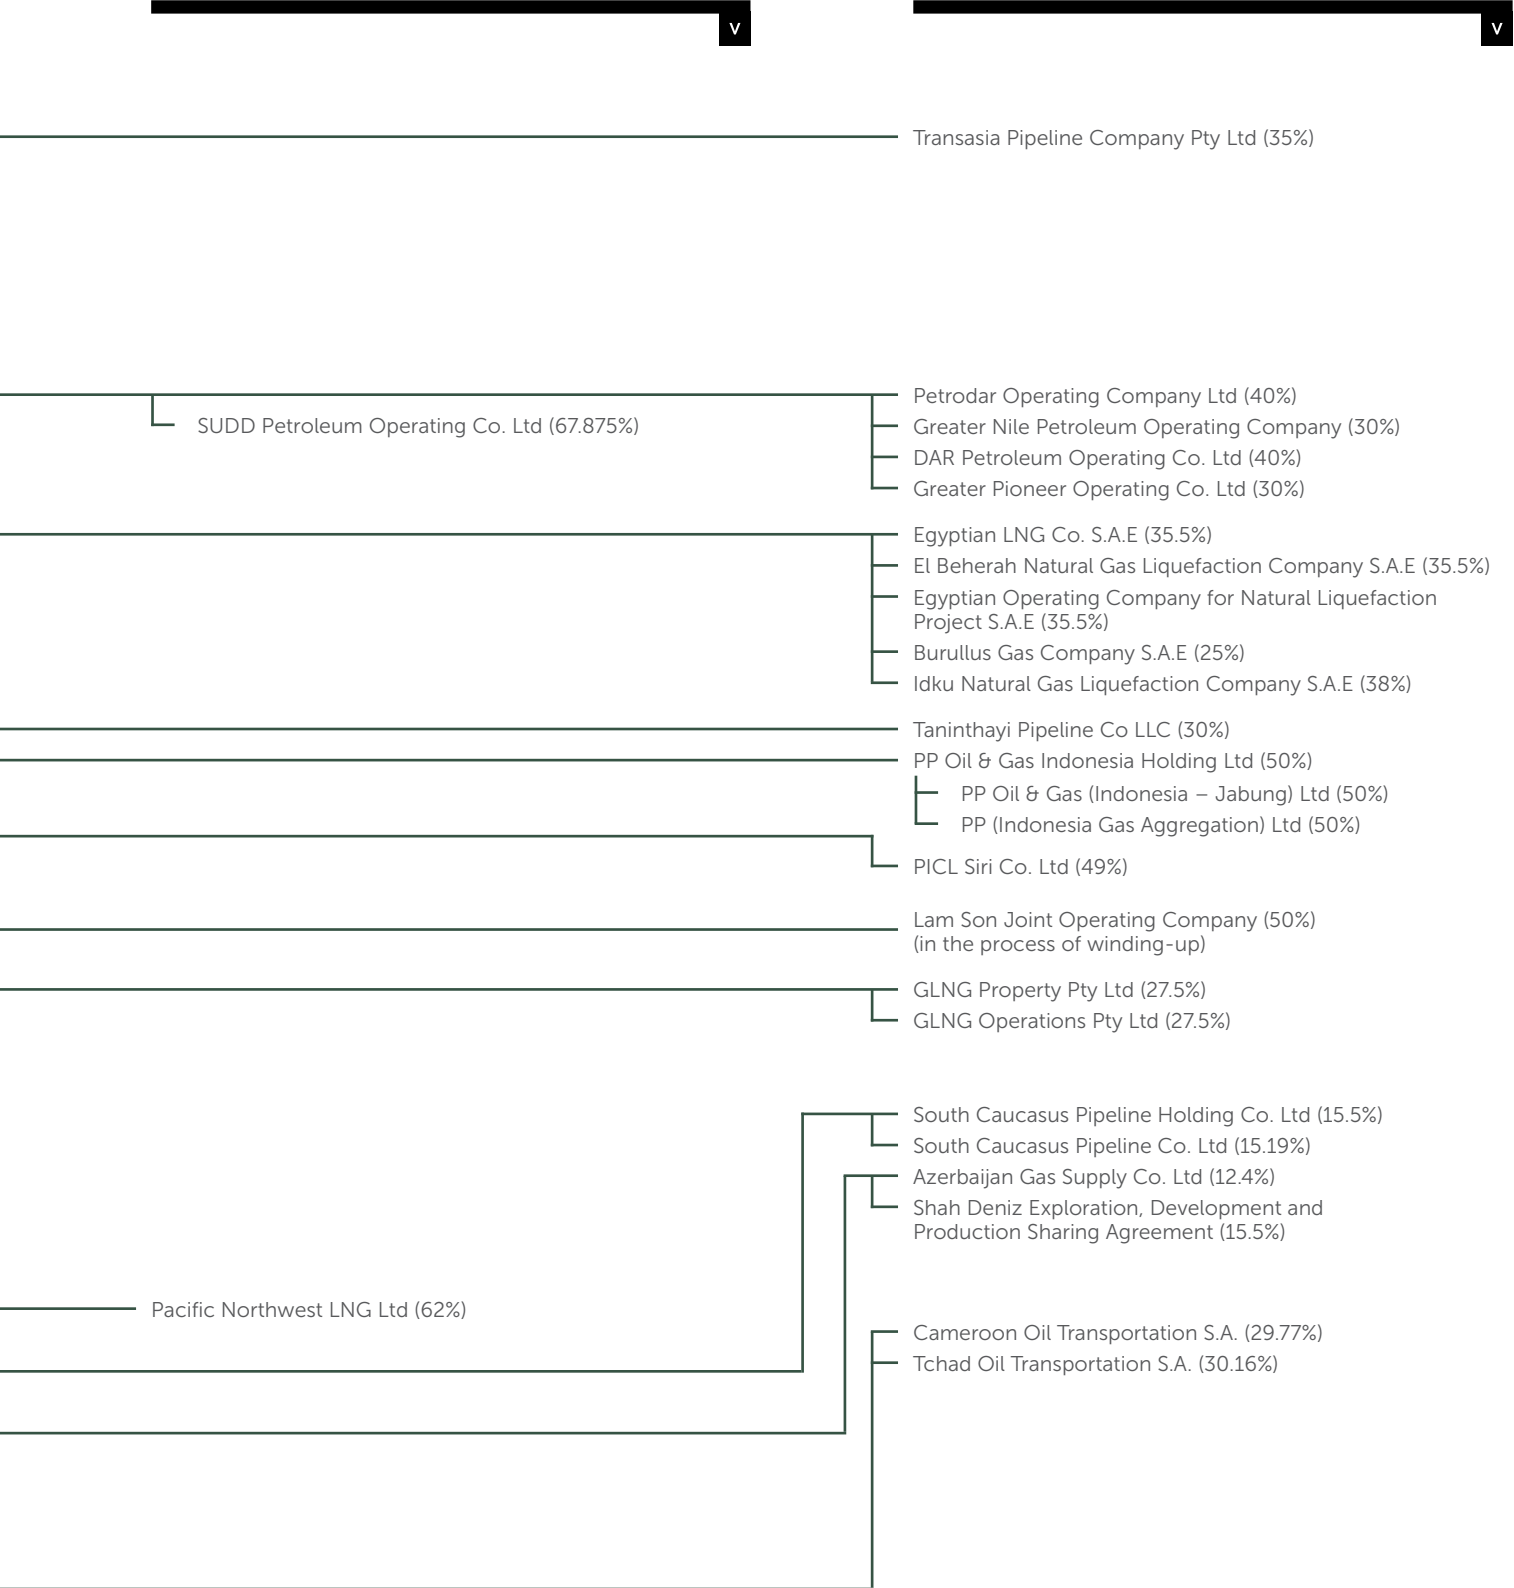 v
v
Transasia Pipeline Company Pty Ltd (35%)
SUDD Petroleum Operating Co. Ltd (67.875%)
Petrodar Operating Company Ltd (40%)
Greater Nile Petroleum Operating Company (30%)
DAR Petroleum Operating Co. Ltd (40%)
Greater Pioneer Operating Co. Ltd (30%)
Egyptian LNG Co. S.A.E (35.5%)
El Beherah Natural Gas Liquefaction Company S.A.E (35.5%)
Egyptian Operating Company for Natural Liquefaction
Project S.A.E (35.5%)
Burullus Gas Company S.A.E (25%)
Idku Natural Gas Liquefaction Company S.A.E (38%)
Taninthayi Pipeline Co LLC (30%)
PP Oil & Gas Indonesia Holding Ltd (50%)
PP Oil & Gas (Indonesia – Jabung) Ltd (50%)
PP (Indonesia Gas Aggregation) Ltd (50%)
PICL Siri Co. Ltd (49%)
Lam Son Joint Operating Company (50%)
(in the process of winding-up)
GLNG Property Pty Ltd (27.5%)
GLNG Operations Pty Ltd (27.5%)
South Caucasus Pipeline Holding Co. Ltd (15.5%)
South Caucasus Pipeline Co. Ltd (15.19%)
Azerbaijan Gas Supply Co. Ltd (12.4%)
Shah Deniz Exploration, Development and
Production Sharing Agreement (15.5%)
Pacific Northwest LNG Ltd (62%)
Cameroon Oil Transportation S.A. (29.77%)
Tchad Oil Transportation S.A. (30.16%)